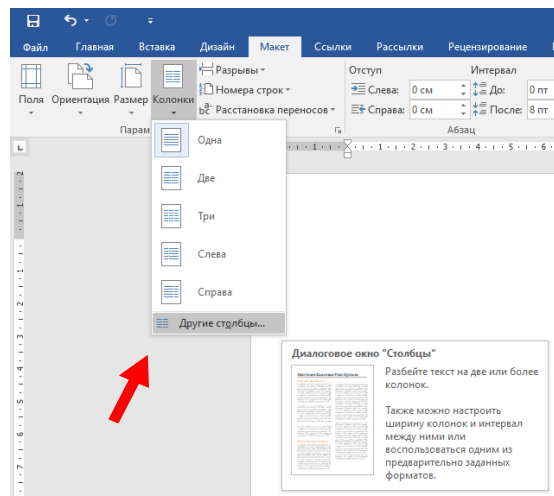 Файл Главная Вставка Дизайн Макет Ссылки Рассылки Рецензирование
Поля Ориентация Размер Колонки
Разрывы
Номера строк
Расстановка переносов
Парам
Отступ Интервал
Слева: 0 см До: 0 пт
Справа: 0 см После: 8 пт
Абзац
Одна
Две
Три
Слева
Справа
Другие столбцы...
Диалоговое окно "Столбцы"
Разбейте текст на две или более
колонок.
Также можно настроить
ширину колонок и интервал
между ними или
воспользоваться одним из
предварительно заданных
форматов.